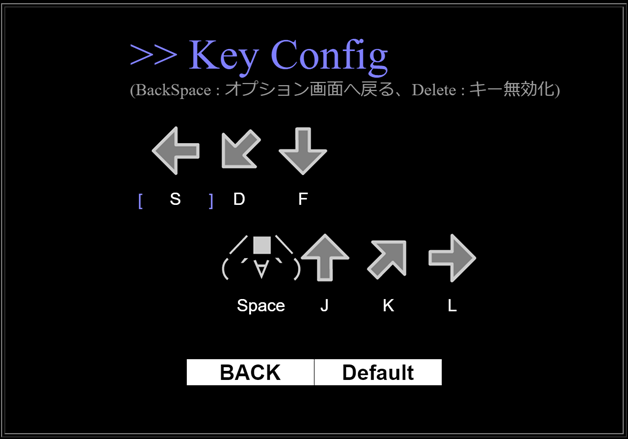 >> Key Config
(BackSpace : オプション画面へ戻る、Delete : キー無効化)
[ S ] D F
／■＼
( ´ ∀ ` )
Space J K L
BACK Default